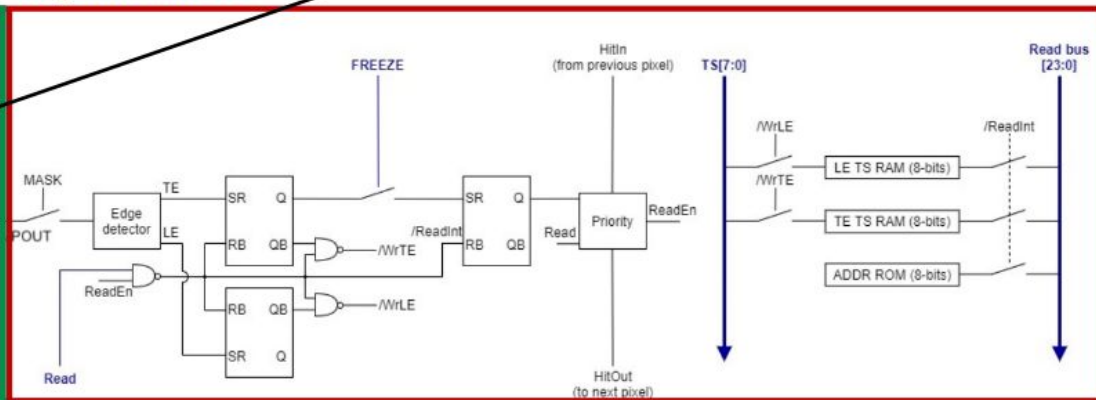 FREEZE
HitIn
(from previous pixel)
TS[7:0]
Read bus
[23:0]
/WrLE
/ReadInt
LE TS RAM (8-bits)
/WrTE
TE TS RAM (8-bits)
ADDR ROM (8-bits)
MASK
POUT
Edge
detector
TE
LE
SR Q
RB QB
/WrTE
/ReadInt
SR Q
RB QB
Priority
ReadEn
Read
ReadEn
RB QB
/WrLE
SR Q
Read
HitOut
(to next pixel)